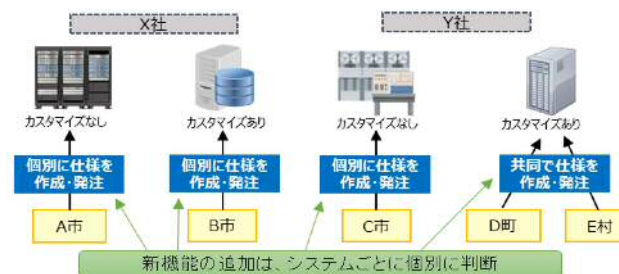 X社
Y社
カスタマイズなし
カスタマイズあり
カスタマイズなし
カスタマイズあり
個別に仕様を
作成・発注
個別に仕様を
作成・発注
個別に仕様を
作成・発注
共同で仕様を
作成・発注
A市
B市
C市
D町
E村
新機能の追加は、システムごとに個別に判断